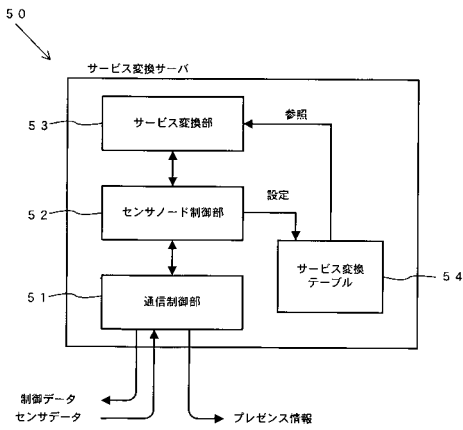 ５０
サービス変換サーバ
５３
サービス変換部
参照
５２
センサノード制御部
設定
５１
通信制御部
サービス変換
テーブル
５４
制御データ
センサデータ
プレゼンス情報